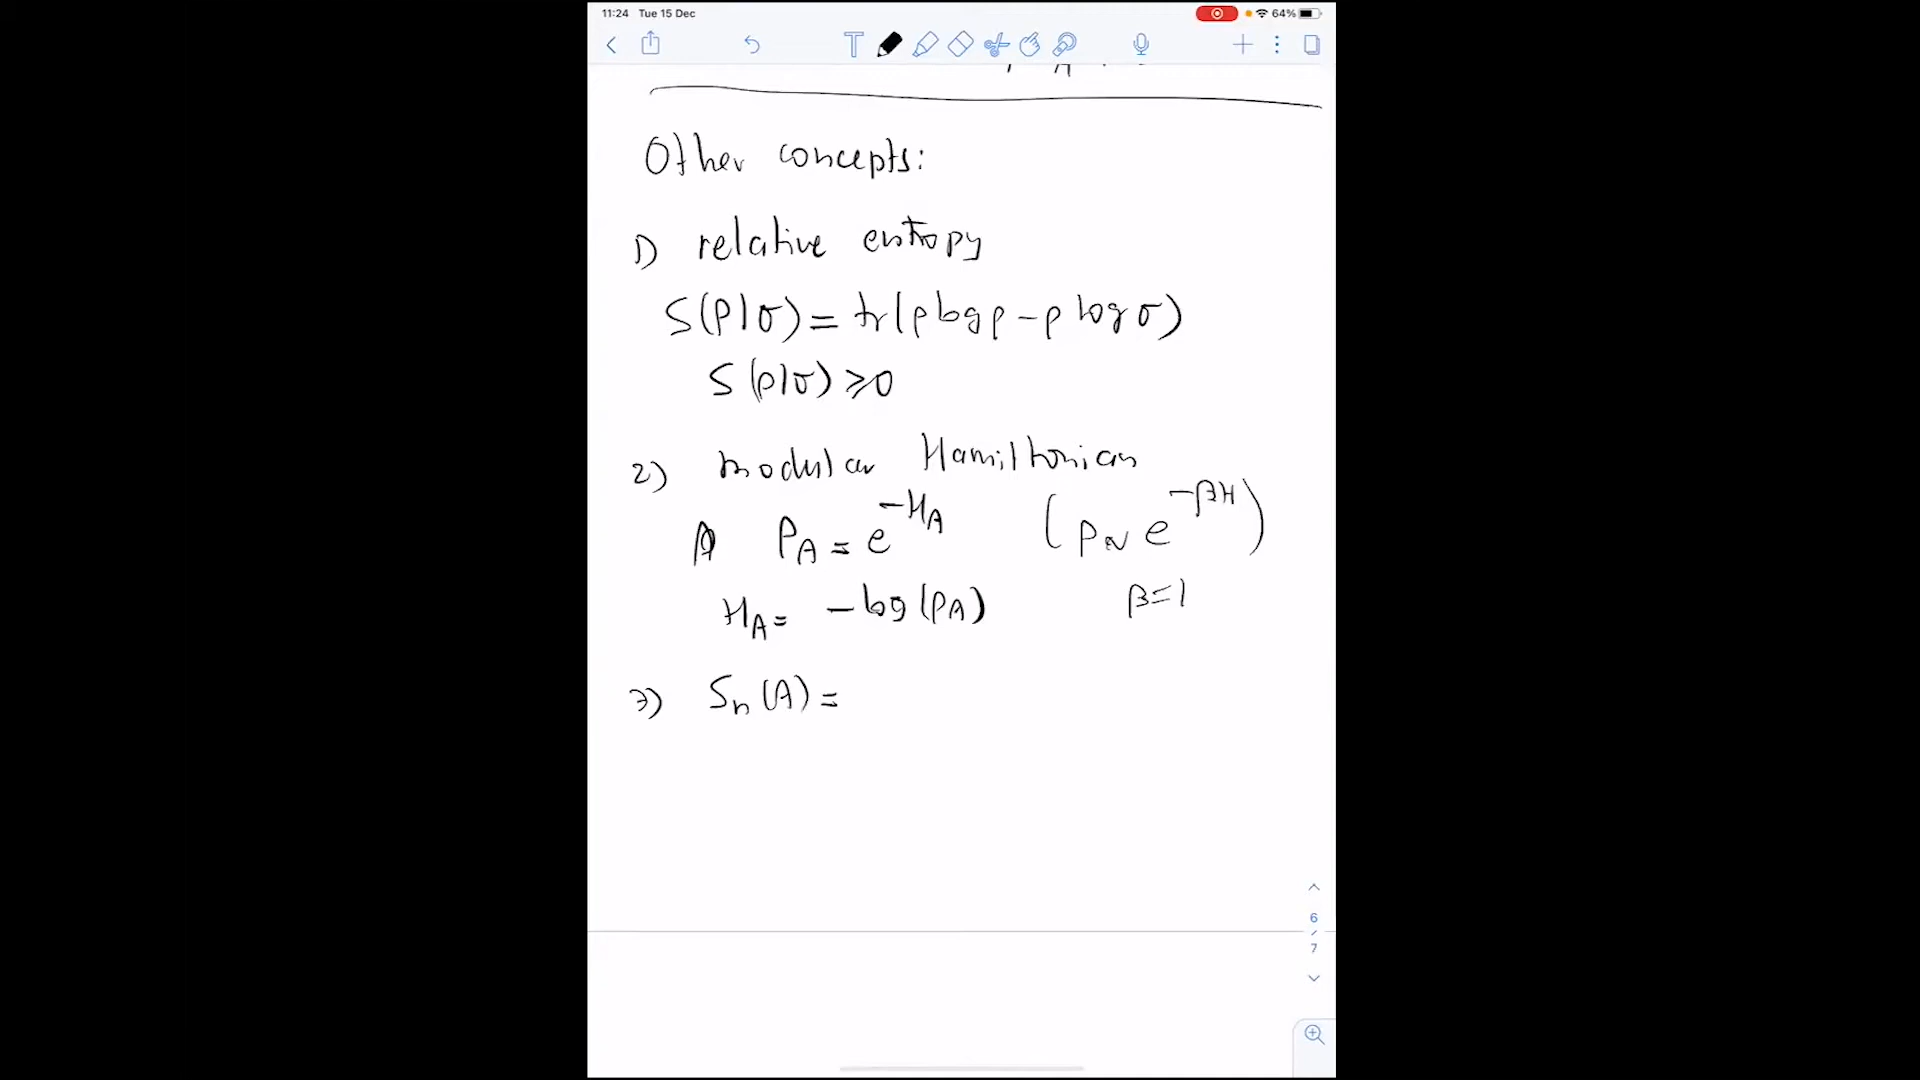 11:24 Tue 15 Dec 64%
T
Other concepts:
1) relative entropy
S(ρ|σ) = tr(ρ log ρ − ρ log σ)
S(ρ|σ) ⩾ 0
2) modular Hamiltonian
A ρ_A = e^{-H_A} (ρ ~ e^{-βH})
H_A = − log(ρ_A) β = 1
3) S_n(A) =
6
/
7